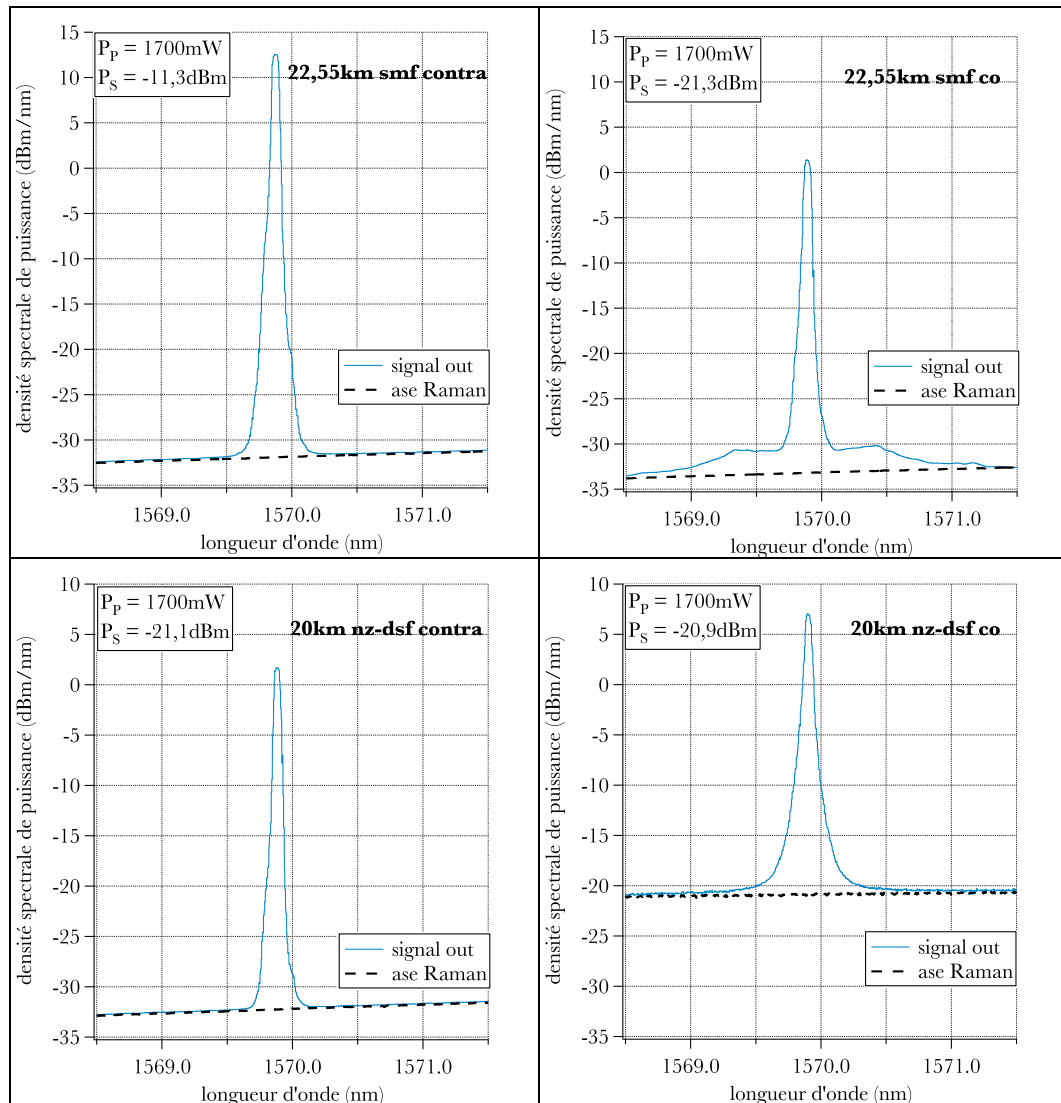 densité spectrale de puissance (dBm/nm)
15
10
5
0
-5
-10
-15
-20
-25
-30
-35
P_P = 1700mW
P_S = -11,3dBm
22,55km smf contra
signal out
ase Raman
1569.0 1570.0 1571.0
longueur d'onde (nm)
densité spectrale de puissance (dBm/nm)
15
10
5
0
-5
-10
-15
-20
-25
-30
-35
P_P = 1700mW
P_S = -21,3dBm
22,55km smf co
signal out
ase Raman
1569.0 1570.0 1571.0
longueur d'onde (nm)
densité spectrale de puissance (dBm/nm)
10
5
0
-5
-10
-15
-20
-25
-30
-35
P_P = 1700mW
P_S = -21,1dBm
20km nz-dsf contra
signal out
ase Raman
1569.0 1570.0 1571.0
longueur d'onde (nm)
densité spectrale de puissance (dBm/nm)
10
5
0
-5
-10
-15
-20
-25
-30
-35
P_P = 1700mW
P_S = -20,9dBm
20km nz-dsf co
signal out
ase Raman
1569.0 1570.0 1571.0
longueur d'onde (nm)